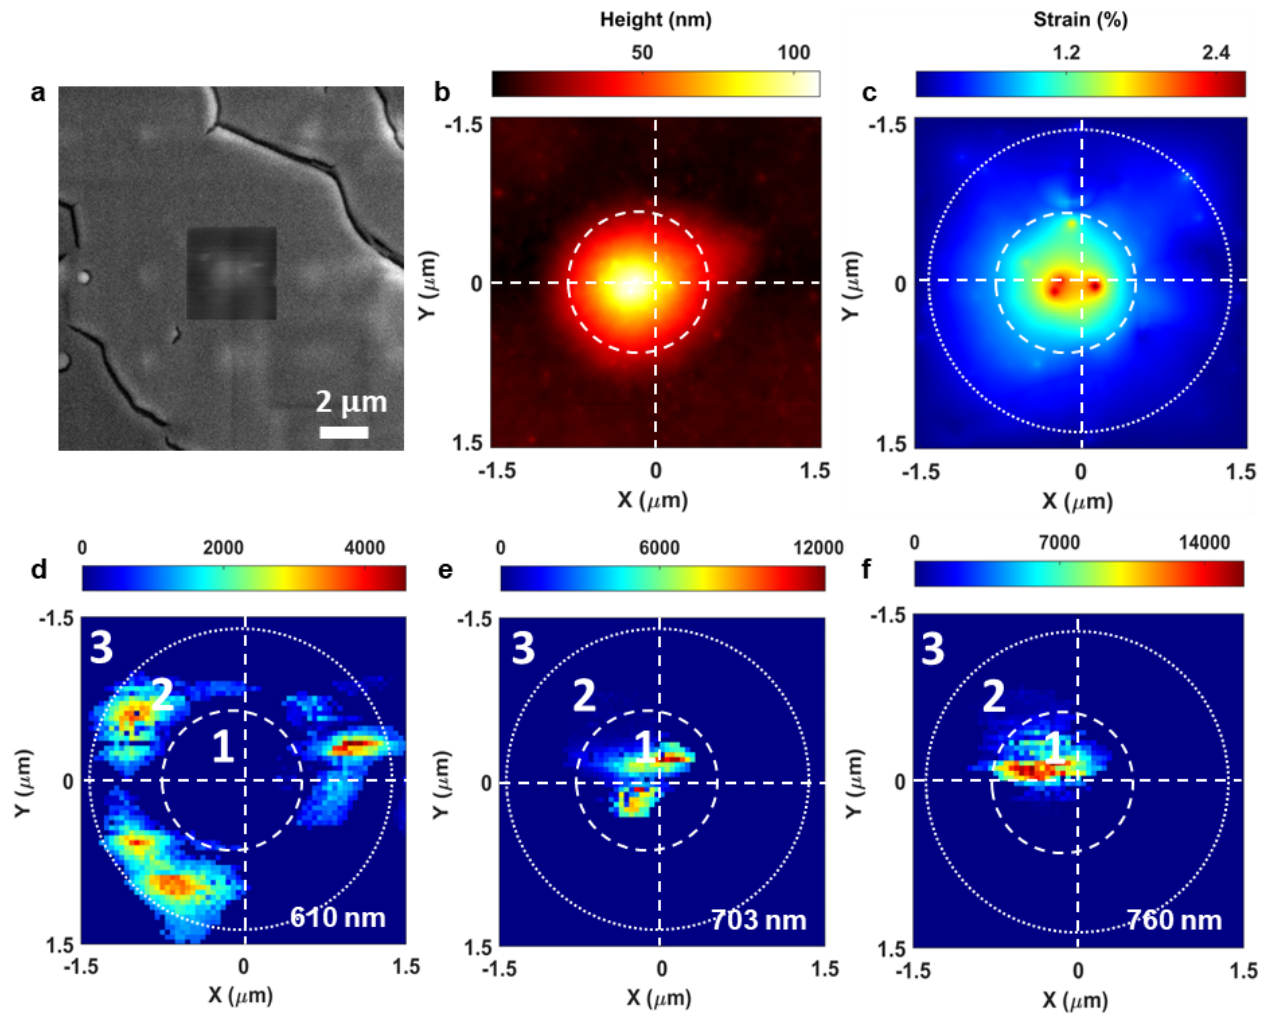 Height (nm)
50
100
Strain (%)
1.2
2.4
a
2 μm
b
-1.5
0
1.5
Y (μm)
-1.5
0
1.5
X (μm)
c
-1.5
0
1.5
Y (μm)
-1.5
0
1.5
X (μm)
0
2000
4000
d
-1.5
0
1.5
Y (μm)
3
2
1
610 nm
-1.5
0
1.5
X (μm)
0
6000
12000
e
-1.5
0
1.5
Y (μm)
3
2
1
703 nm
-1.5
0
1.5
X (μm)
0
7000
14000
f
-1.5
0
1.5
Y (μm)
3
2
1
760 nm
-1.5
0
1.5
X (μm)